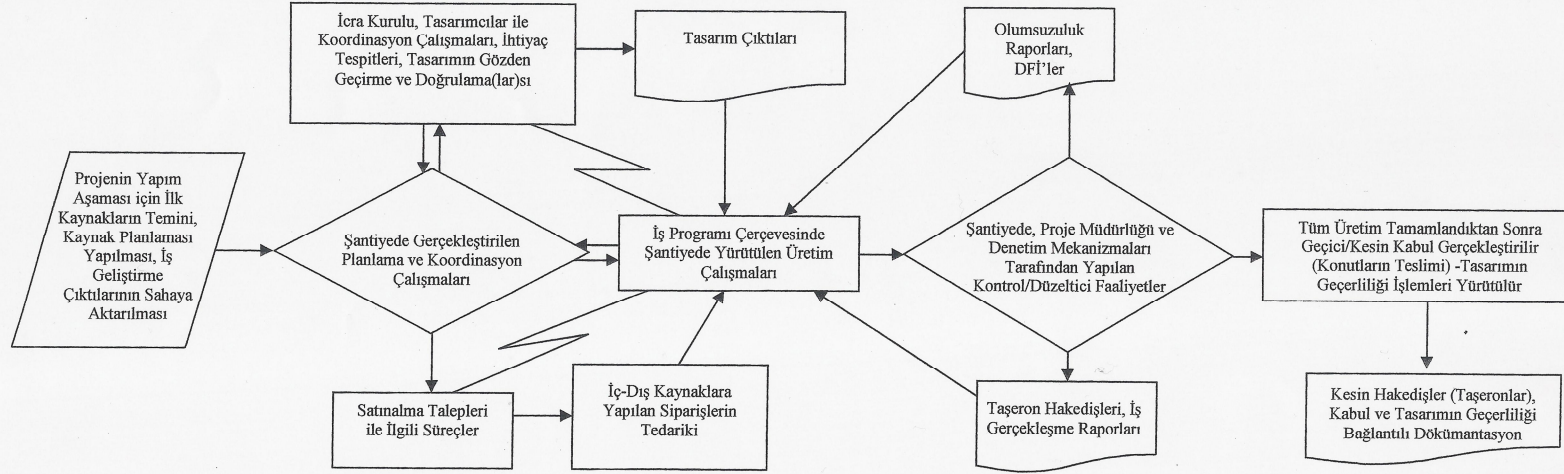 İcra Kurulu, Tasarımcılar ile
Koordinasyon Çalışmaları, İhtiyaç
Tespitleri, Tasarımın Gözden
Geçirme ve Doğrulama(lar)sı
Tasarım Çıktıları
Olumsuzuluk
Raporları,
DFİ’ler
Projenin Yapım
Aşaması için İlk
Kaynakların Temini,
Kaynak Planlaması
Yapılması, İş
Geliştirme
Çıktılarının Sahaya
Aktarılması
Şantiyede Gerçekleştirilen
Planlama ve Koordinasyon
Çalışmaları
İş Programı Çerçevesinde
Şantiyede Yürütülen Üretim
Çalışmaları
Şantiyede, Proje Müdürlüğü ve
Denetim Mekanizmaları
Tarafından Yapılan
Kontrol/Düzeltici Faaliyetler
Tüm Üretim Tamamlandıktan Sonra
Geçici/Kesin Kabul Gerçekleştirilir
(Konutların Teslimi) -Tasarımın
Geçerliliği İşlemleri Yürütülür
Satınalma Talepleri
ile İlgili Süreçler
İç-Dış Kaynaklara
Yapılan Siparişlerin
Tedariki
Taşeron Hakedişleri, İş
Gerçekleşme Raporları
Kesin Hakedişler (Taşeronlar),
Kabul ve Tasarımın Geçerliliği
Bağlantılı Dökümantasyon